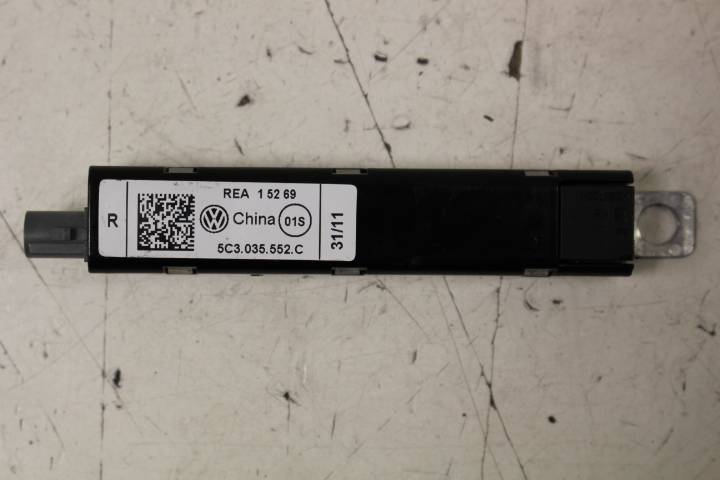 REA 1 52 69
R
China 01S
5C3.035.552.C
31/11